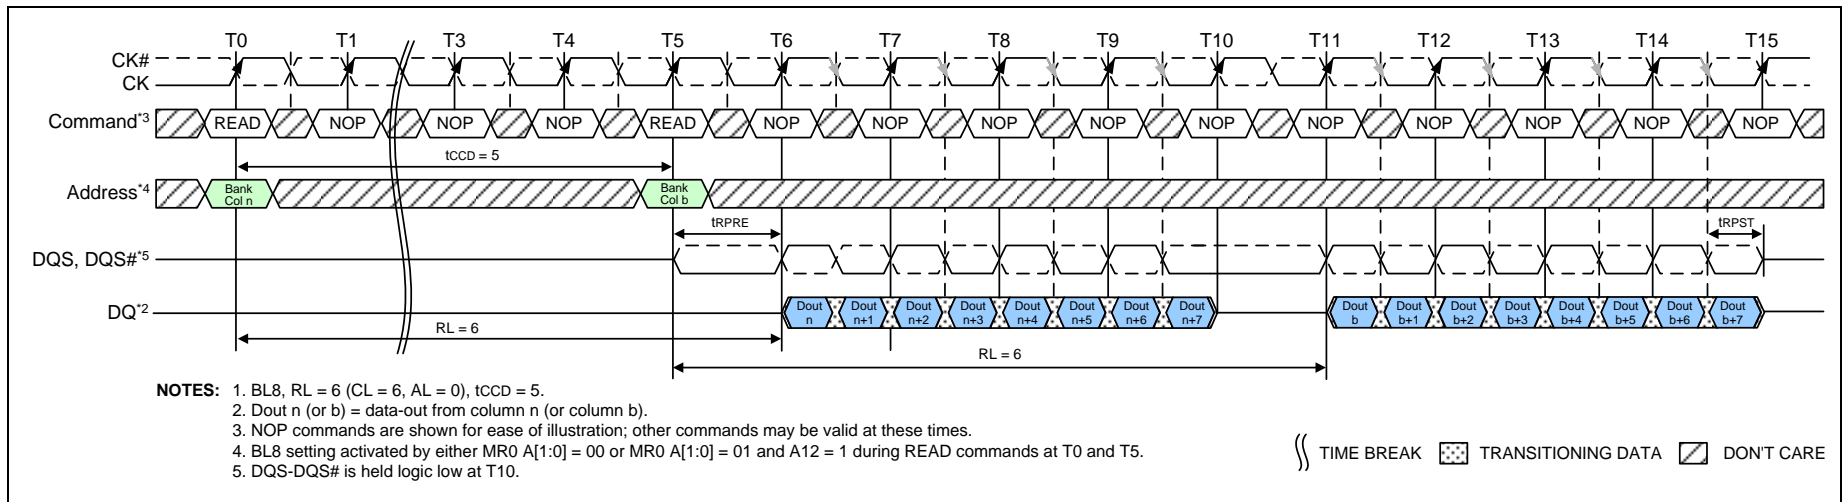 T0 T1 T3 T4 T5 T6 T7 T8 T9 T10 T11 T12 T13 T14 T15
CK#
CK
Command*3 READ NOP NOP NOP READ NOP NOP NOP NOP NOP NOP NOP NOP NOP
tCCD = 5
Address*4 Bank Col n Bank Col b
tRPRE tRPST
DQS, DQS#*5
DQ*2 Dout n Dout n+1 Dout n+2 Dout n+3 Dout n+4 Dout n+5 Dout n+6 Dout n+7 Dout b Dout b+1 Dout b+2 Dout b+3 Dout b+4 Dout b+5 Dout b+6 Dout b+7
RL = 6
RL = 6
NOTES: 1. BL8, RL = 6 (CL = 6, AL = 0), tCCD = 5.
2. Dout n (or b) = data-out from column n (or column b).
3. NOP commands are shown for ease of illustration; other commands may be valid at these times.
4. BL8 setting activated by either MR0 A[1:0] = 00 or MR0 A[1:0] = 01 and A12 = 1 during READ commands at T0 and T5.
5. DQS-DQS# is held logic low at T10.
TIME BREAK TRANSITIONING DATA DON'T CARE